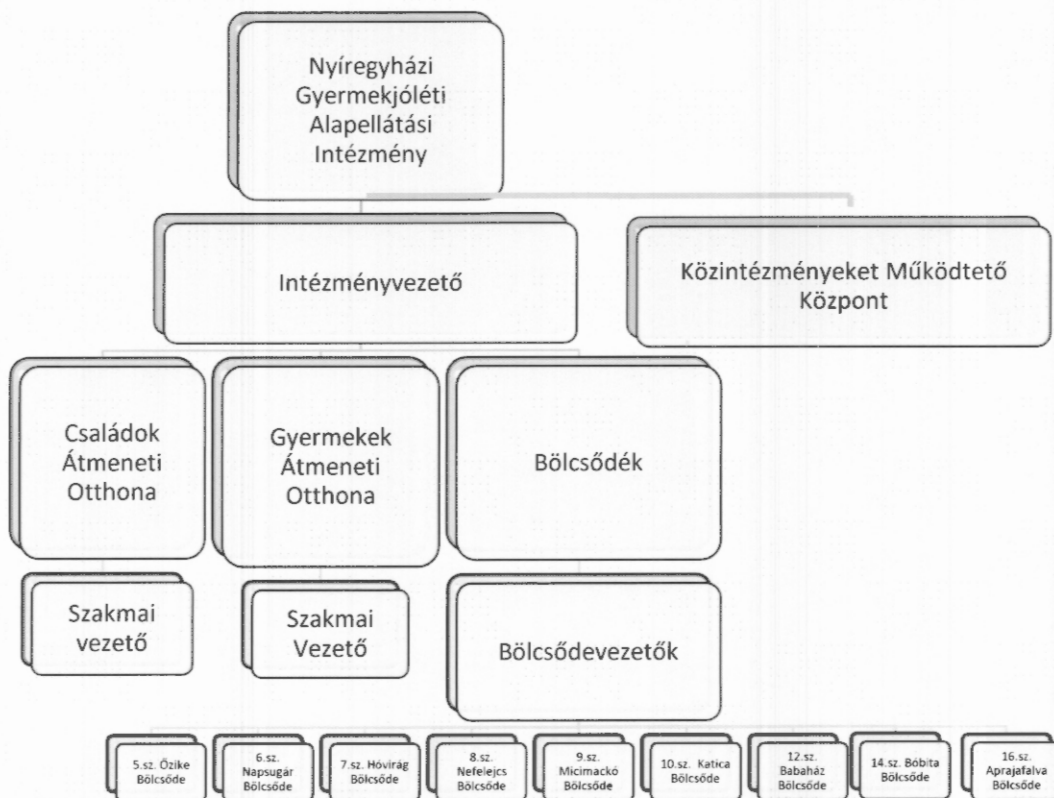 Nyíregyházi
Gyermekjóléti
Alapellátási
Intézmény
Intézményvezető
Közintézményeket Működtető
Központ
Családok
Átmeneti
Otthona
Gyermekek
Átmeneti
Otthona
Bölcsődék
Szakmai
vezető
Szakmai
Vezető
Bölcsődevezetők
5.sz. Őzike
Bölcsőde
6.sz.
Napsugár
Bölcsőde
7.sz. Hóvirág
Bölcsőde
8.sz.
Nefelejcs
Bölcsőde
9.sz.
Micimackó
Bölcsőde
10.sz. Katica
Bölcsőde
12.sz.
Babaház
Bölcsőde
14.sz. Bóbita
Bölcsőde
16.sz.
Aprajafalva
Bölcsőde